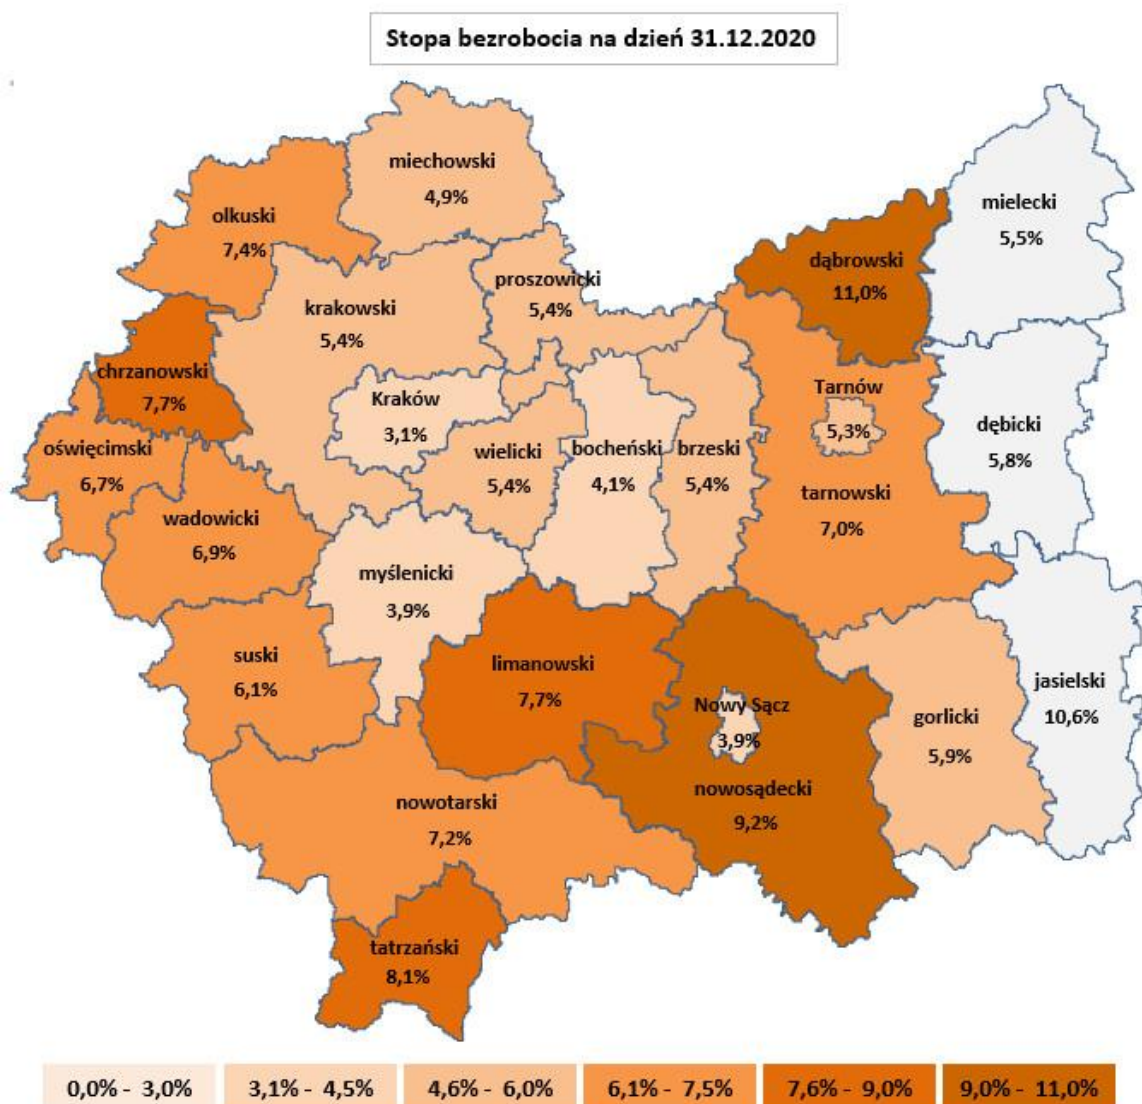 Stopa bezrobocia na dzień 31.12.2020
miechowski
4,9%
olkuski
7,4%
mielecki
5,5%
dąbrowski
11,0%
proszowicki
5,4%
krakowski
5,4%
chrzanowski
7,7%
Kraków
3,1%
Tarnów
5,3%
dębicki
5,8%
oświęcimski
6,7%
wielicki
5,4%
bocheński
4,1%
brzeski
5,4%
tarnowski
7,0%
wadowicki
6,9%
myślenicki
3,9%
suski
6,1%
limanowski
7,7%
Nowy Sącz
3,9%
jasielski
10,6%
gorlicki
5,9%
nowosądecki
9,2%
nowotarski
7,2%
tatrzański
8,1%
0,0% - 3,0%
3,1% - 4,5%
4,6% - 6,0%
6,1% - 7,5%
7,6% - 9,0%
9,0% - 11,0%